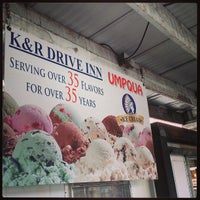 K&R DRIVE INN
SERVING OVER 35 FLAVORS
FOR OVER 35 YEARS
UMPQUA
ICE CREAM